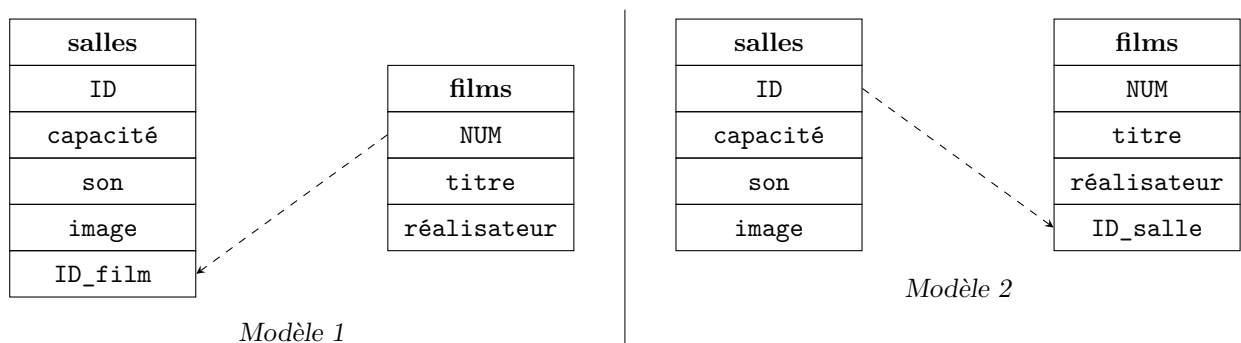 salles
ID
capacité
son
image
ID_film
films
NUM
titre
réalisateur
Modèle 1
salles
ID
capacité
son
image
films
NUM
titre
réalisateur
ID_salle
Modèle 2